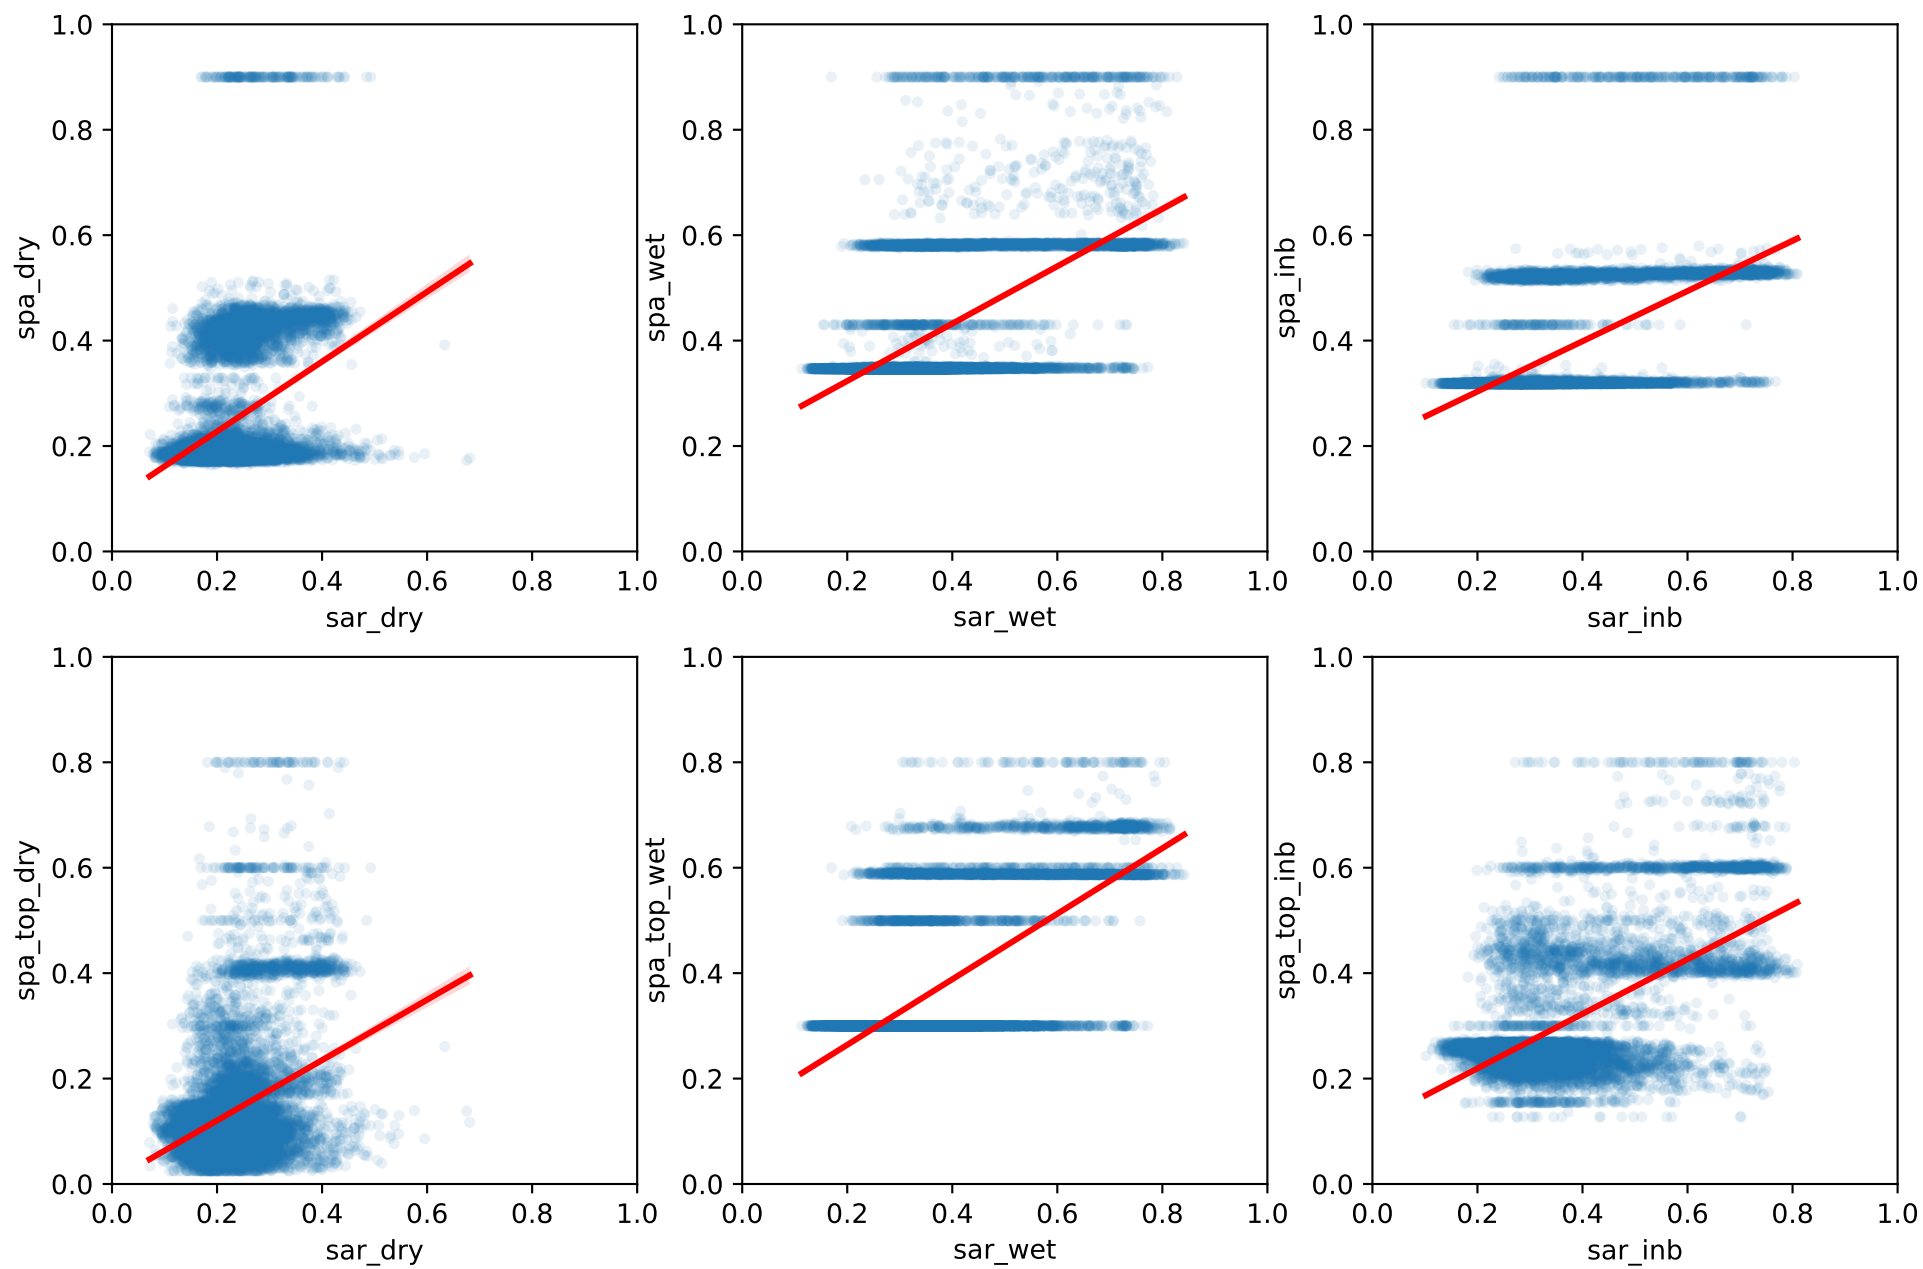 1.0 1.0 1.0
0.8 0.8 0.8
0.6 0.6 0.6
spa_dry spa_wet spa_inb
0.4 0.4 0.4
0.2 0.2 0.2
0.0 0.0 0.0
0.0 0.2 0.4 0.6 0.8 1.0 0.0 0.2 0.4 0.6 0.8 1.0 0.0 0.2 0.4 0.6 0.8 1.0
sar_dry sar_wet sar_inb
1.0 1.0 1.0
0.8 0.8 0.8
0.6 0.6 0.6
spa_top_dry spa_top_wet spa_top_inb
0.4 0.4 0.4
0.2 0.2 0.2
0.0 0.0 0.0
0.0 0.2 0.4 0.6 0.8 1.0 0.0 0.2 0.4 0.6 0.8 1.0 0.0 0.2 0.4 0.6 0.8 1.0
sar_dry sar_wet sar_inb